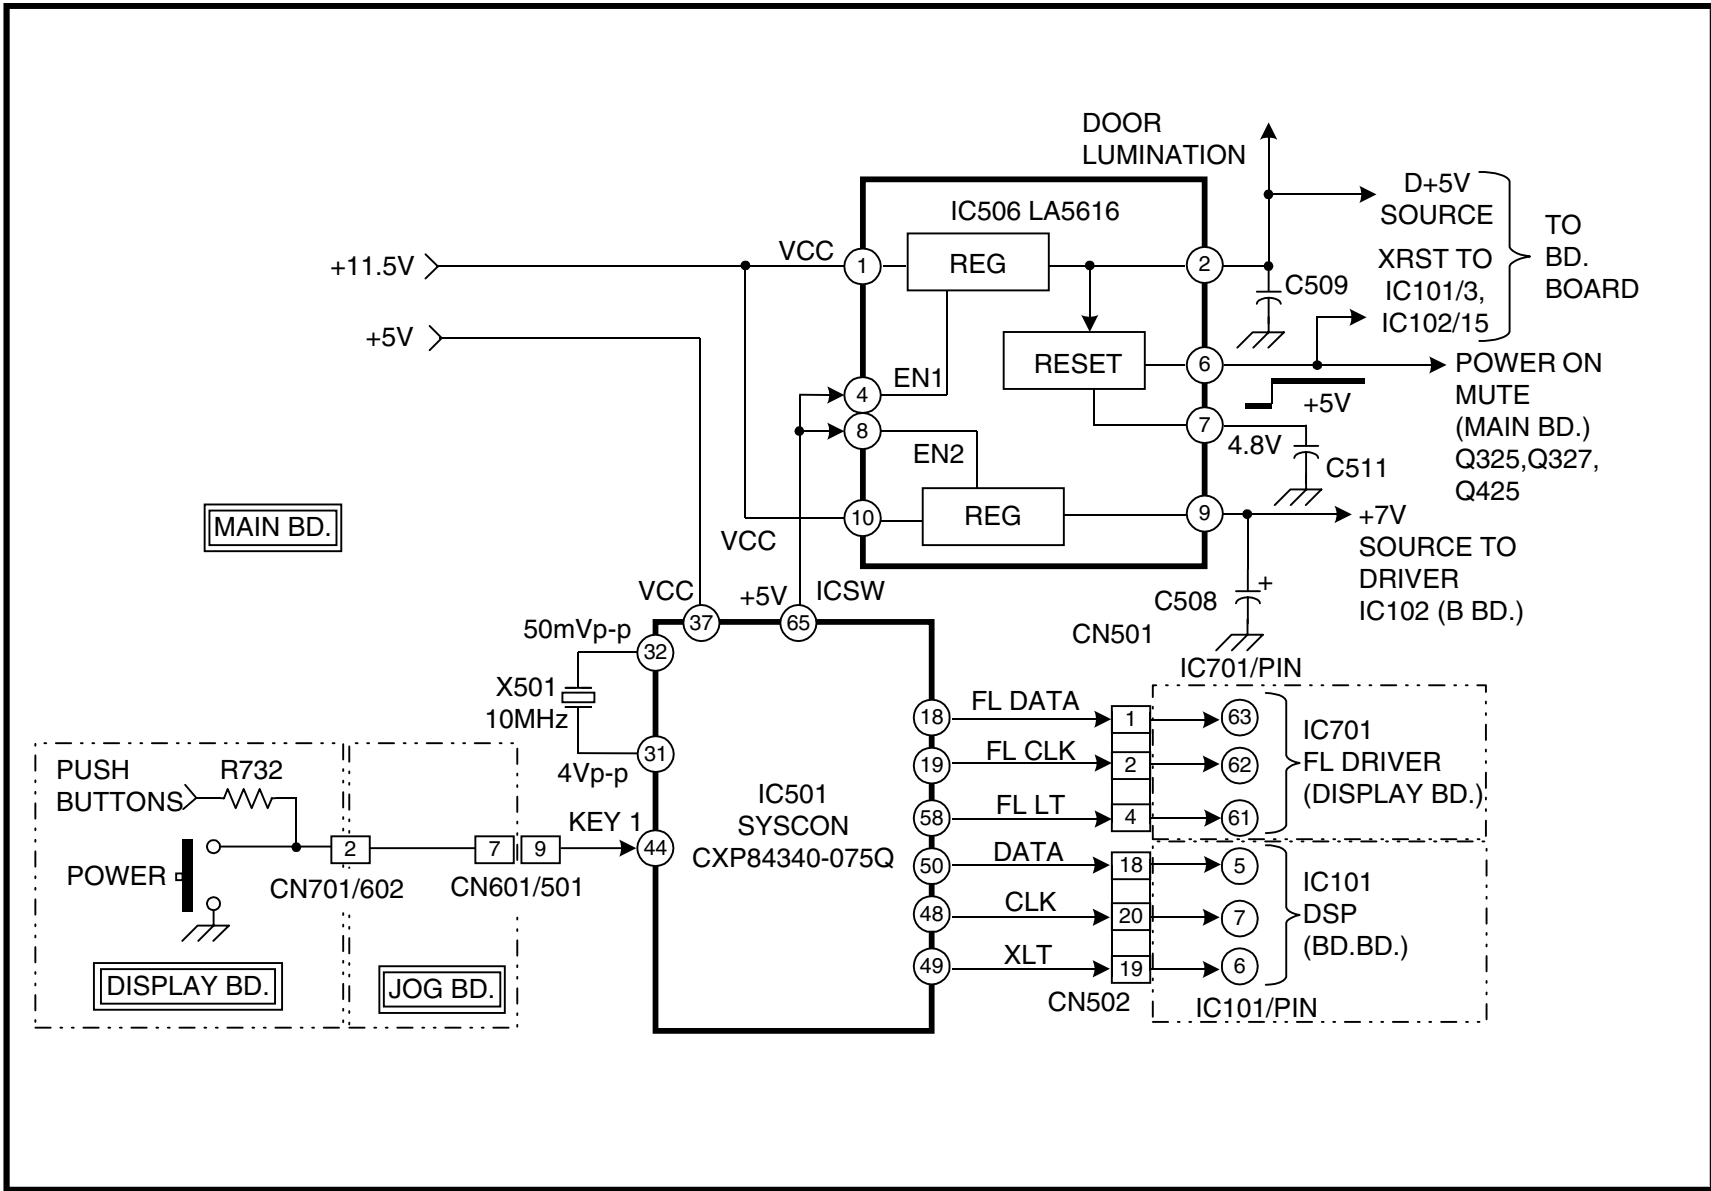 DOOR
LUMINATION
D+5V
SOURCE
XRST TO
IC101/3,
IC102/15
TO
BD.
BOARD
IC506 LA5616
+11.5V
VCC
1
REG
2
C509
+5V
RESET
6
POWER ON
MUTE
(MAIN BD.)
Q325,Q327,
Q425
+5V
EN1
4
8
EN2
7
4.8V
C511
MAIN BD.
VCC
10
REG
9
+7V
SOURCE TO
DRIVER
IC102 (B BD.)
C508
+
VCC
+5V
ICSW
37
65
CN501
IC701/PIN
50mVp-p
32
X501
10MHz
31
4Vp-p
IC501
SYSCON
CXP84340-075Q
18
FL DATA
1
63
19
FL CLK
2
62
58
FL LT
4
61
IC701
FL DRIVER
(DISPLAY BD.)
50
DATA
18
5
48
CLK
20
7
49
XLT
19
6
IC101
DSP
(BD.BD.)
CN502
IC101/PIN
PUSH
BUTTONS
R732
POWER
2
CN701/602
7
9
CN601/501
KEY 1
44
DISPLAY BD.
JOG BD.